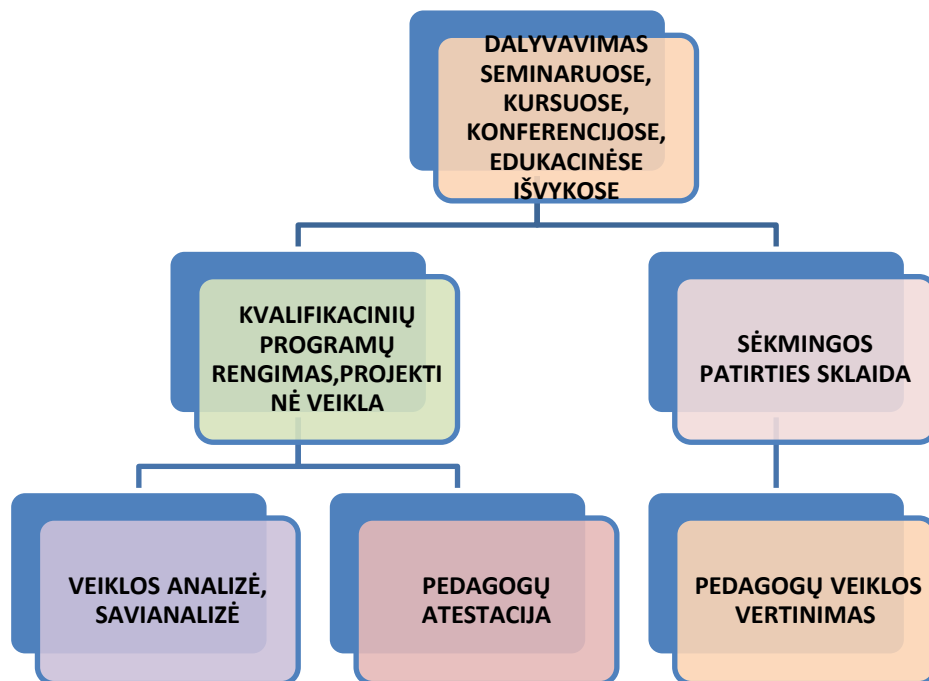 DALYVAVIMAS
SEMINARUOSE,
KURSUOSE,
KONFERENCIJOSE,
EDUKACINĖSE
IŠVYKOSE
KVALIFIKACINIŲ
PROGRAMŲ
RENGIMAS,PROJEKTI
NĖ VEIKLA
SĖKMINGOS
PATIRTIES SKLAIDA
VEIKLOS ANALIZĖ,
SAVIANALIZĖ
PEDAGOGŲ
ATESTACIJA
PEDAGOGŲ VEIKLOS
VERTINIMAS